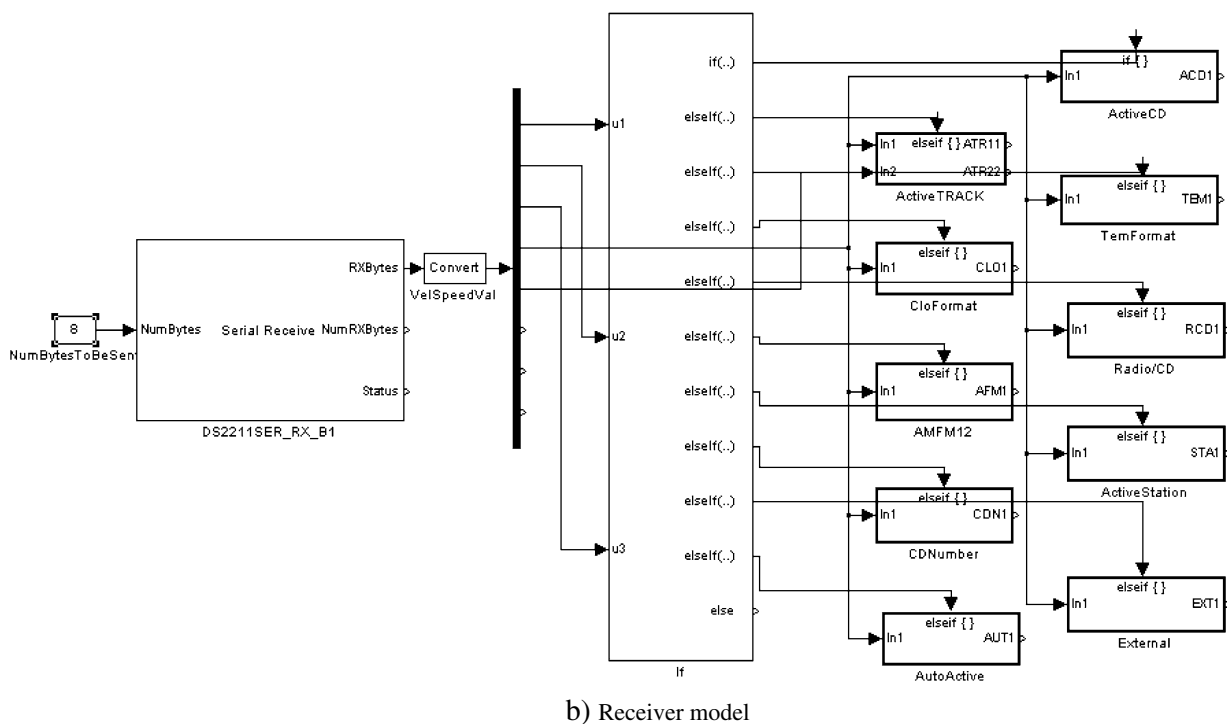 8
NumBytesToBeSent
NumBytes
Serial Receive
RXBytes
NumRXBytes
Status
DS2211SER_RX_B1
Convert
VelSpeedVal
u1
u2
u3
if(..)
elseIf(..)
elseIf(..)
elseIf(..)
elseIf(..)
elseIf(..)
elseIf(..)
elseIf(..)
elseIf(..)
elseIf(..)
else
If
elseif { }
In1
In2
ATR11
ATR22
ActiveTRACK
elseif { }
In1
CLO1
CloFormat
elseif { }
In1
AFM1
AMFM12
elseif { }
In1
CDN1
CDNumber
elseif { }
In1
AUT1
AutoActive
if { }
In1
ACD1
ActiveCD
elseif { }
In1
TEM1
TemFormat
elseif { }
In1
RCD1
Radio/CD
elseif { }
In1
STA1
ActiveStation
elseif { }
In1
EXT1
External
b) Receiver model